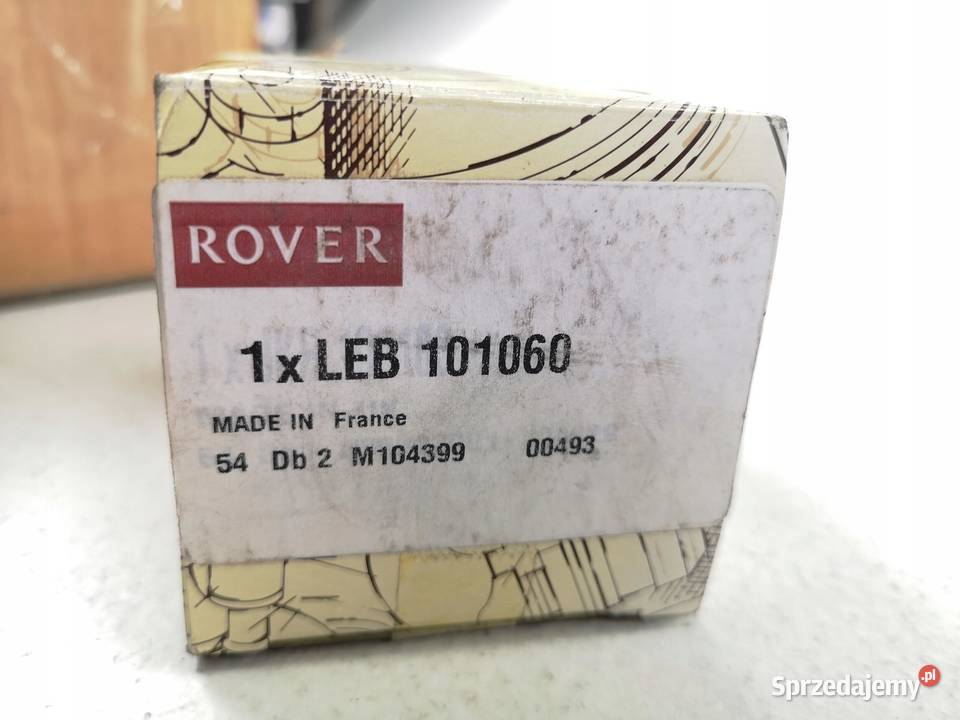 ROVER
1 x LEB 101060
MADE IN France
54 Db 2 M104399 00493
Sprzedajemy.pl